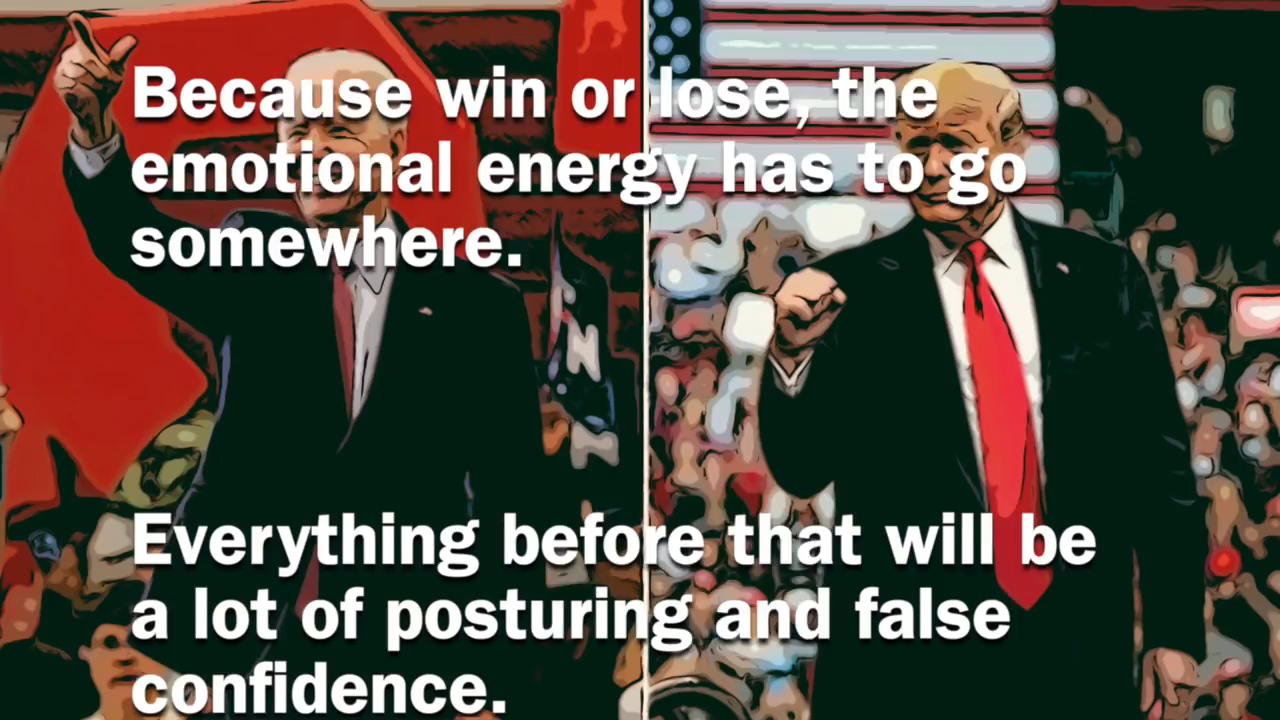 Because win or lose, the
emotional energy has to go
somewhere.
Everything before that will be
a lot of posturing and false
confidence.